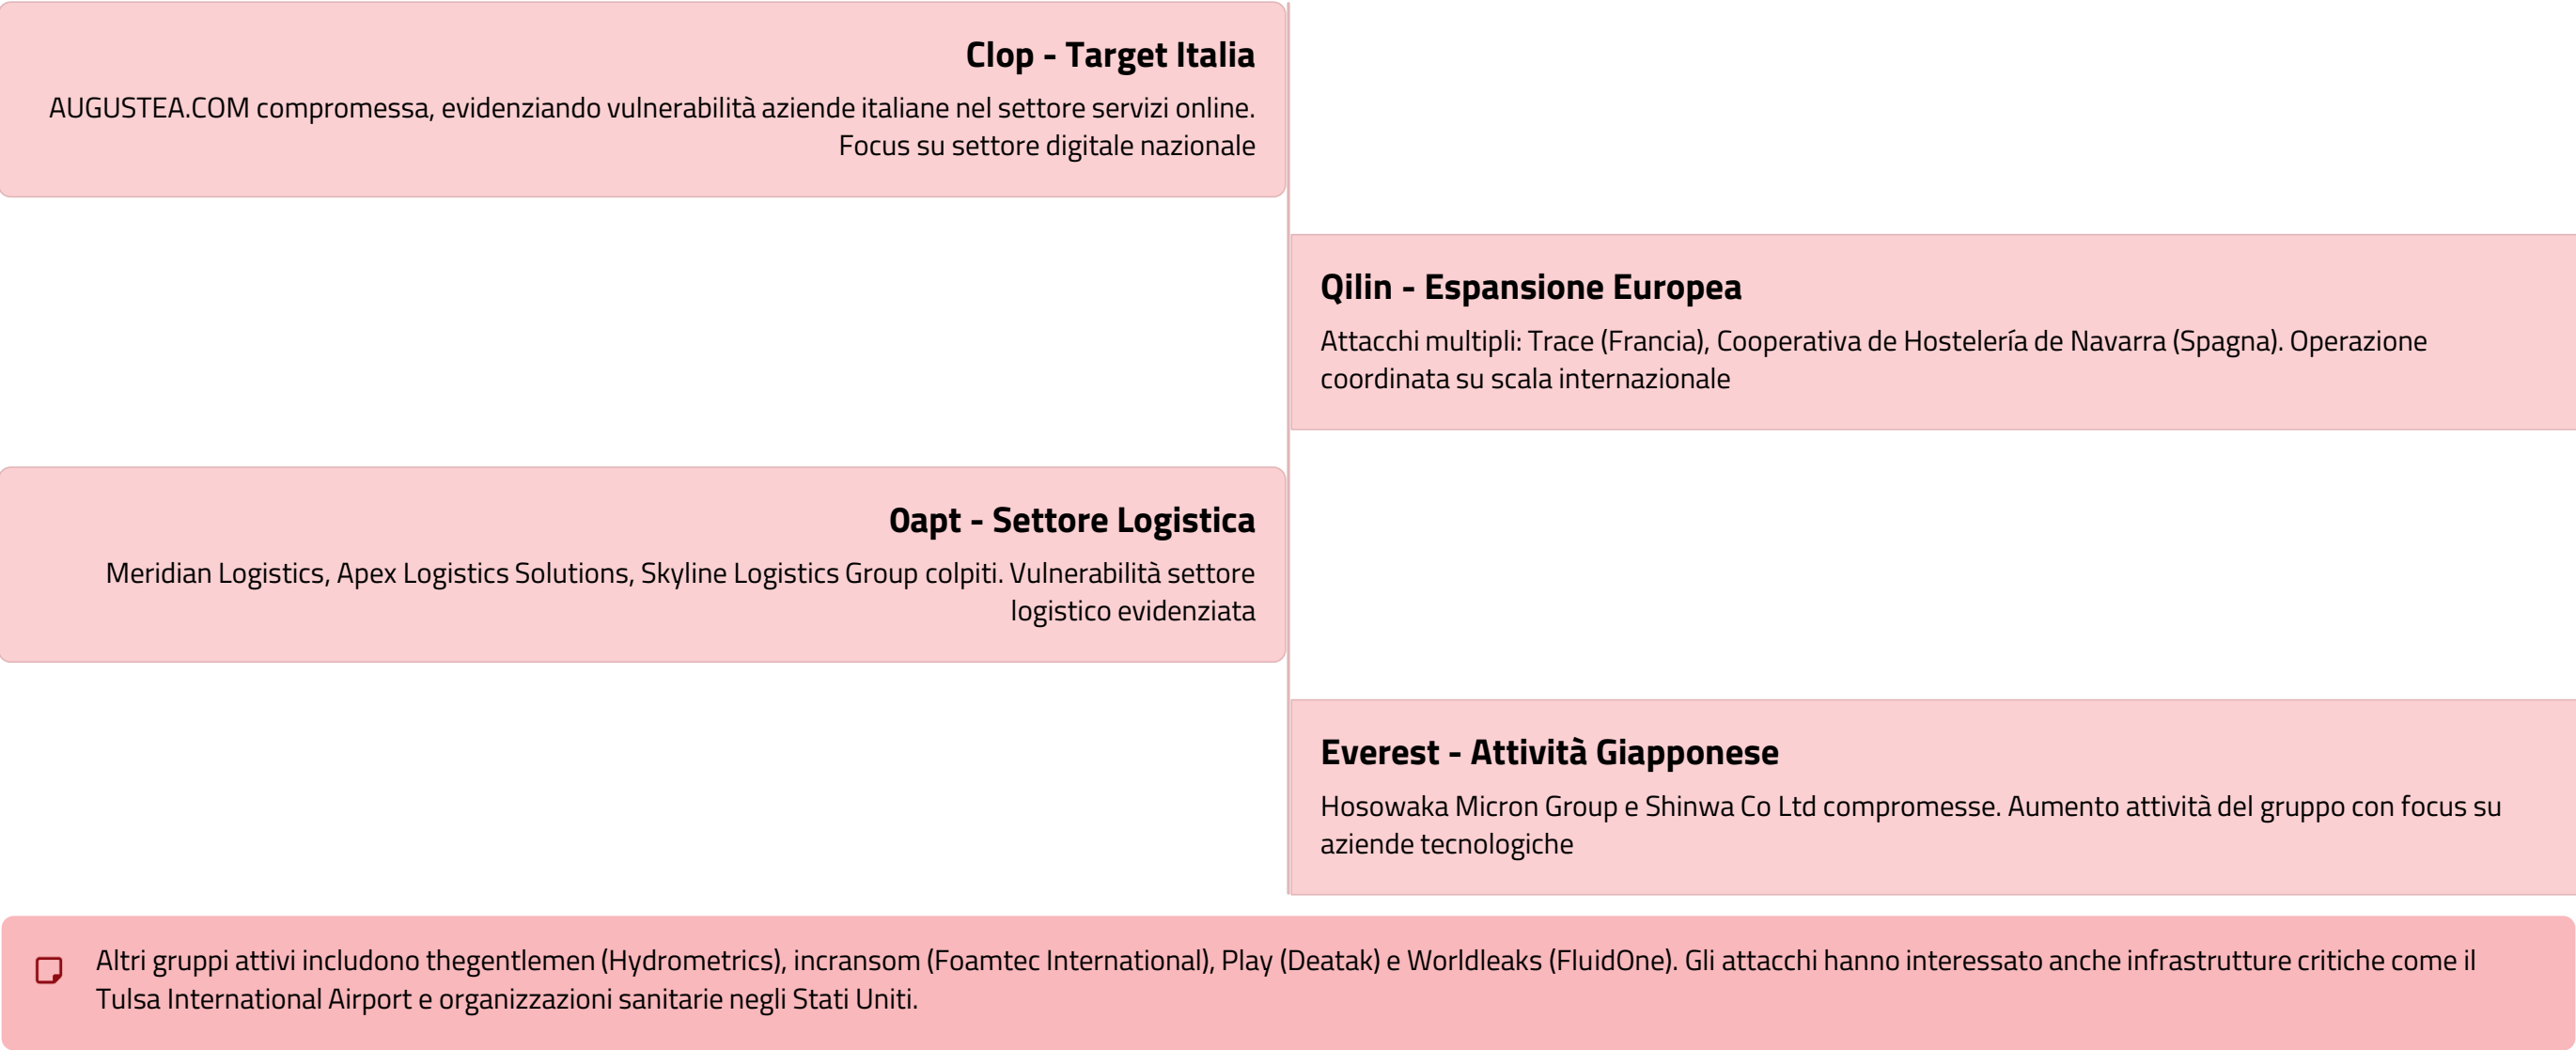 Clop - Target Italia
AUGUSTEA.COM compromessa, evidenziando vulnerabilità aziende italiane nel settore servizi online.
Focus su settore digitale nazionale
Qilin - Espansione Europea
Attacchi multipli: Trace (Francia), Cooperativa de Hostelería de Navarra (Spagna). Operazione
coordinata su scala internazionale
0apt - Settore Logistica
Meridian Logistics, Apex Logistics Solutions, Skyline Logistics Group colpiti. Vulnerabilità settore
logistico evidenziata
Everest - Attività Giapponese
Hosowaka Micron Group e Shinwa Co Ltd compromesse. Aumento attività del gruppo con focus su
aziende tecnologiche
Altri gruppi attivi includono thegentlemen (Hydrometrics), incransom (Foamtec International), Play (Deatak) e Worldleaks (FluidOne). Gli attacchi hanno interessato anche infrastrutture critiche come il
Tulsa International Airport e organizzazioni sanitarie negli Stati Uniti.